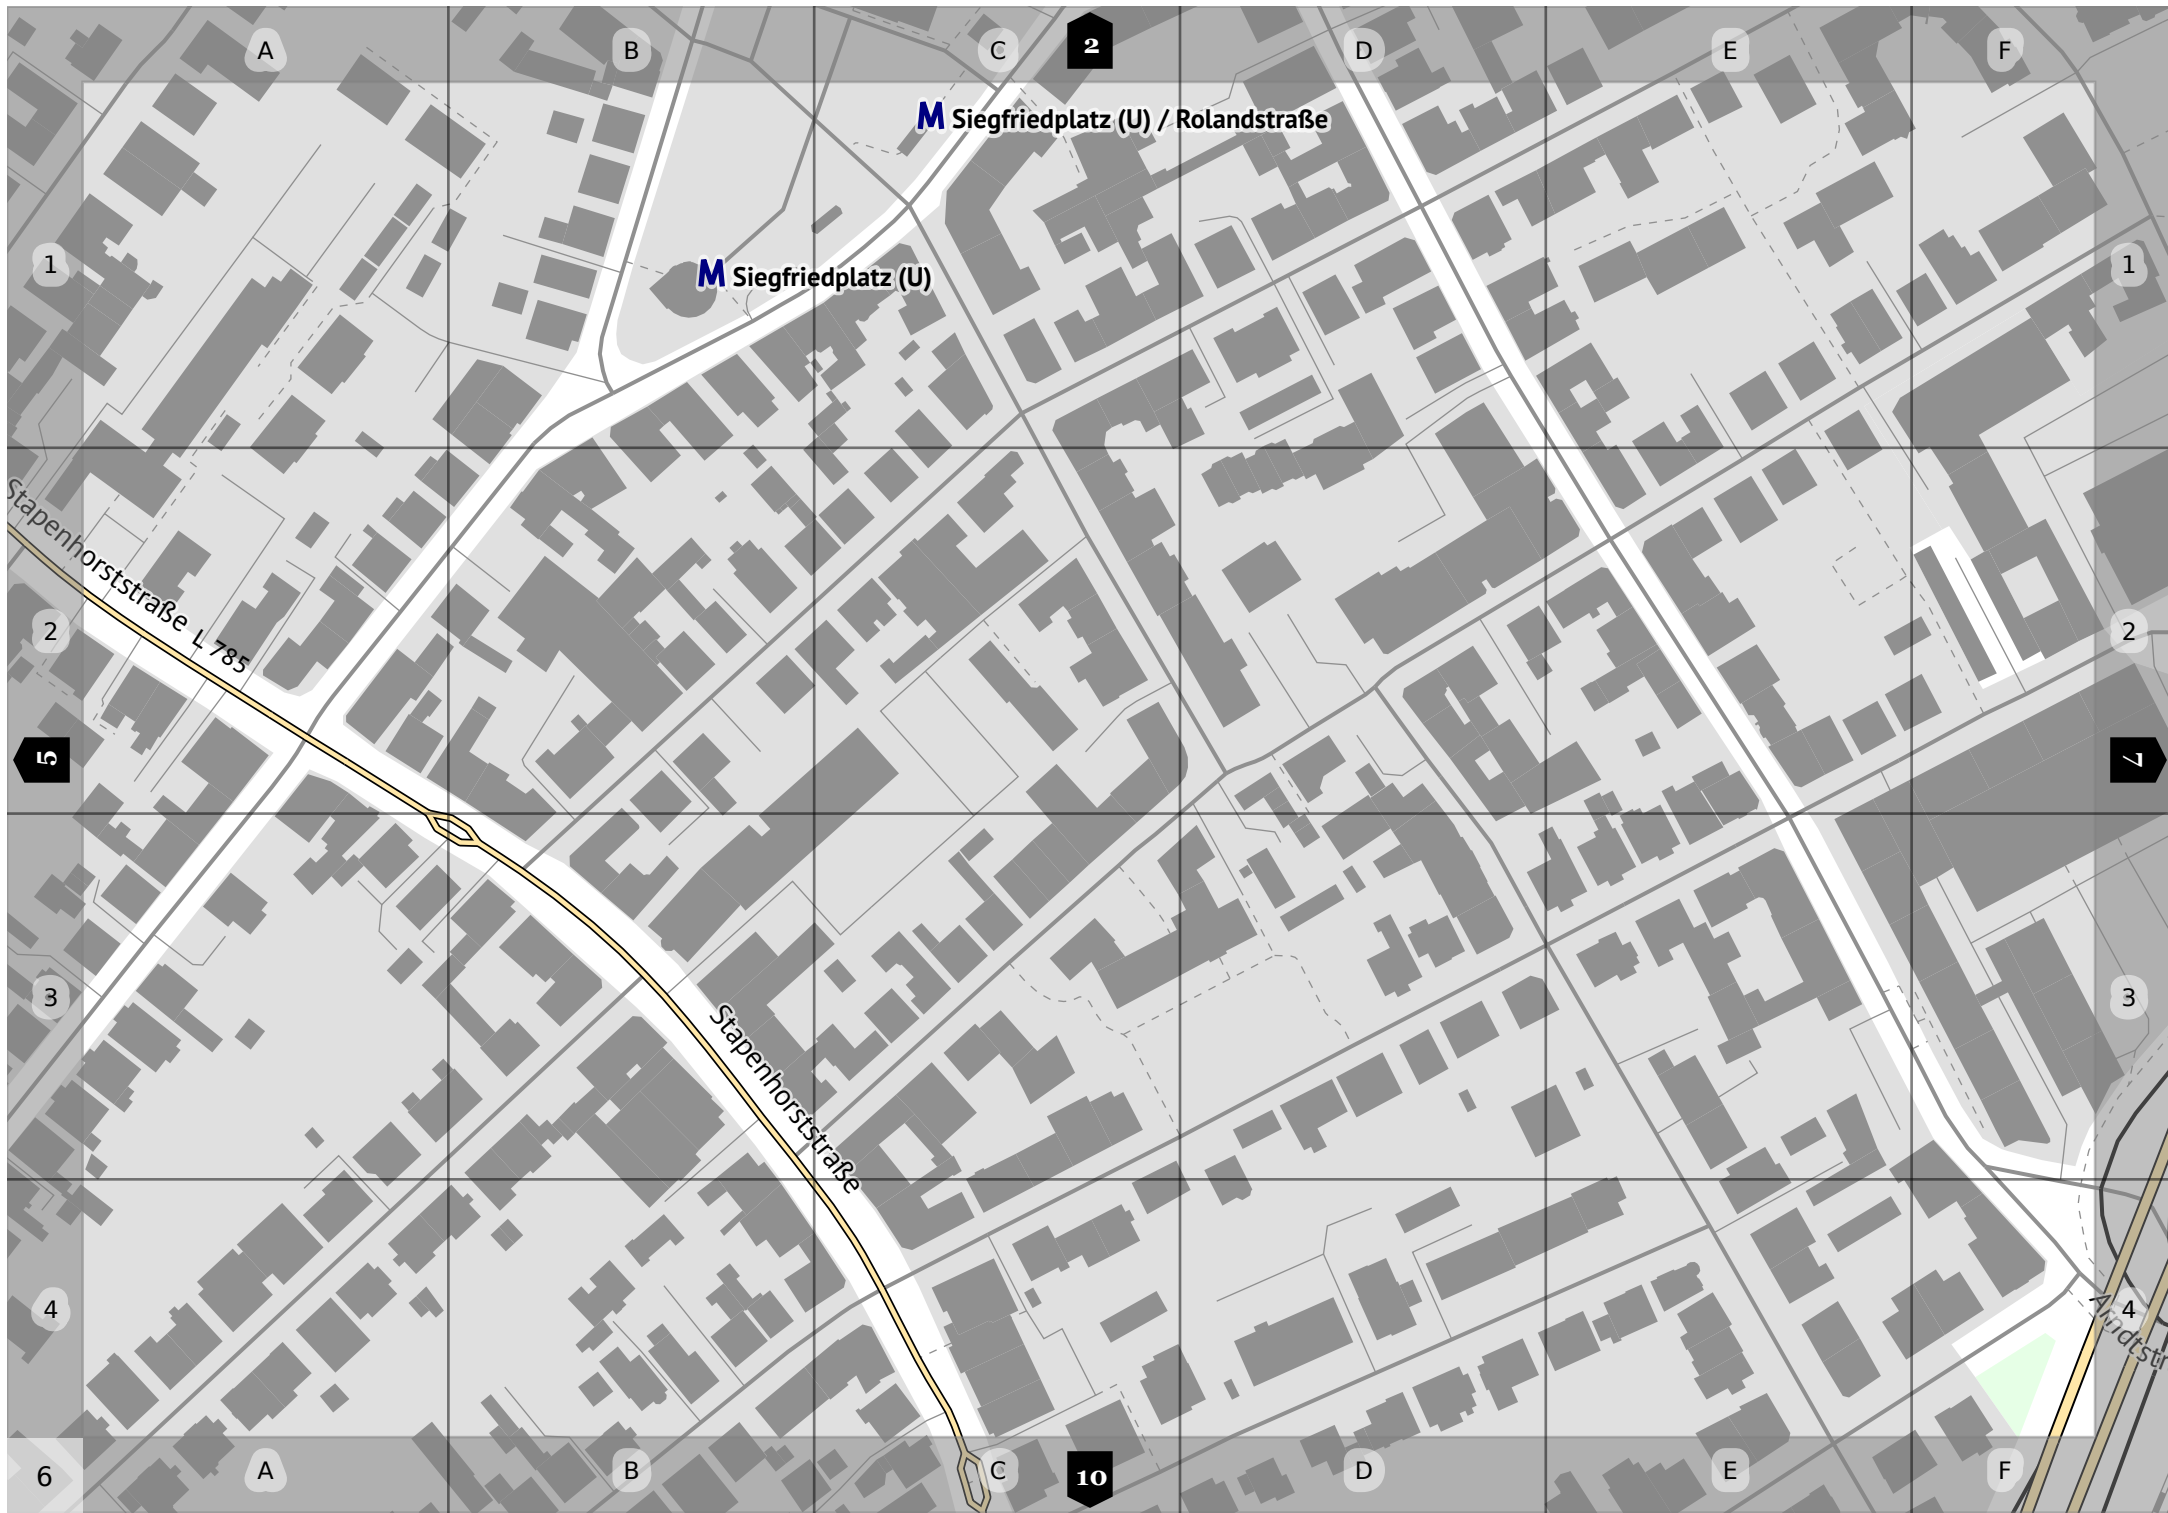 A
B
C
2
D
E
F
M Siegfriedplatz (U) / Rolandstraße
1
M Siegfriedplatz (U)
1
Stapenhorststraße L 785
2
2
5
7
3
Stapenhorststraße
3
4
4
Arndtstr
6
A
B
C
10
D
E
F